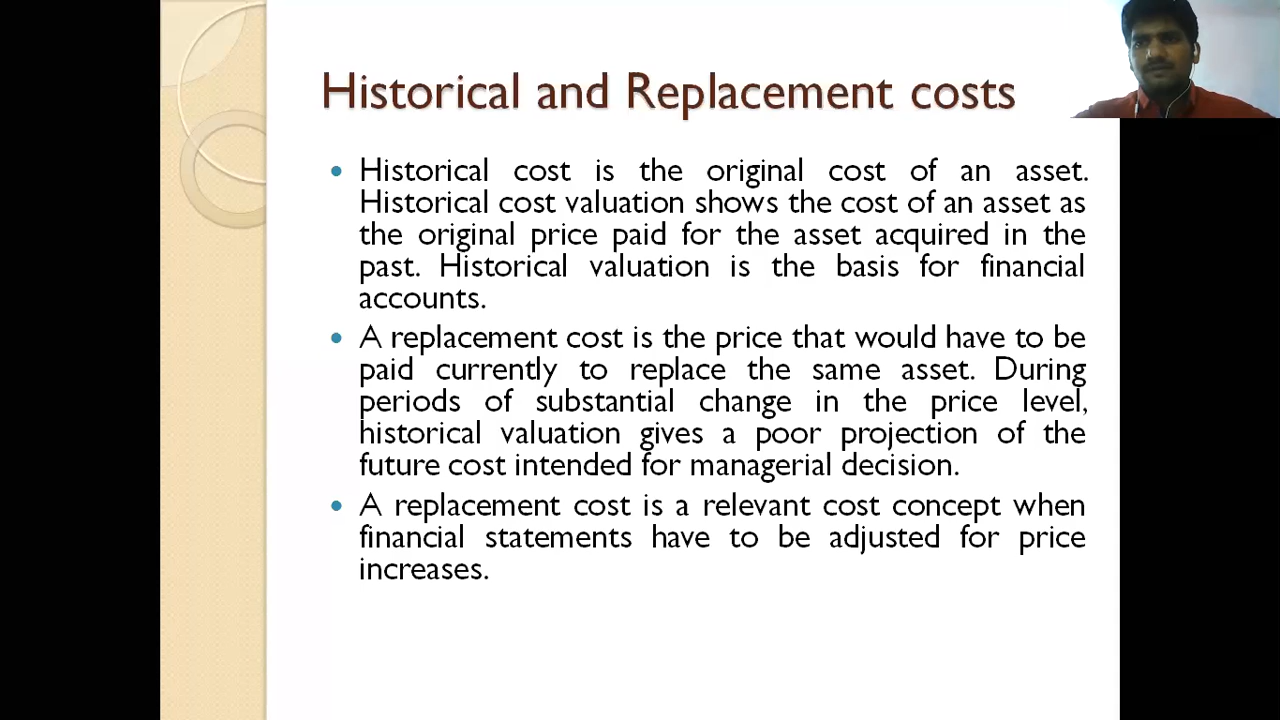 Historical and Replacement costs
• Historical cost is the original cost of an asset.
Historical cost valuation shows the cost of an asset as
the original price paid for the asset acquired in the
past. Historical valuation is the basis for financial
accounts.
• A replacement cost is the price that would have to be
paid currently to replace the same asset. During
periods of substantial change in the price level,
historical valuation gives a poor projection of the
future cost intended for managerial decision.
• A replacement cost is a relevant cost concept when
financial statements have to be adjusted for price
increases.